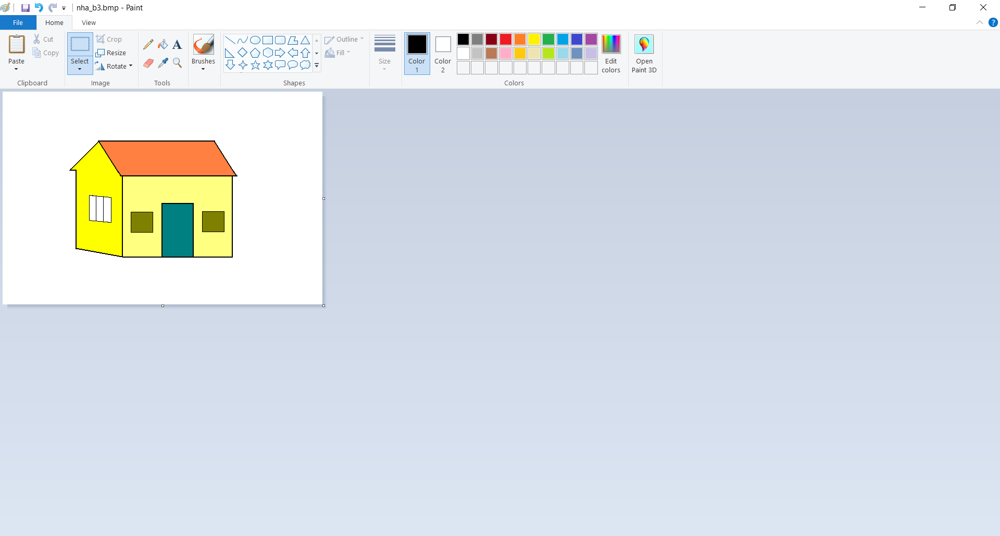 nha_b3.bmp - Paint
File Home View ?
Paste
Cut
Copy
Clipboard
Select
Crop
Resize
Rotate
Image
A
Tools
Brushes
Shapes
Outline
Fill
Size
Color
1
Color
2
Colors
Edit
colors
Open
Paint 3D